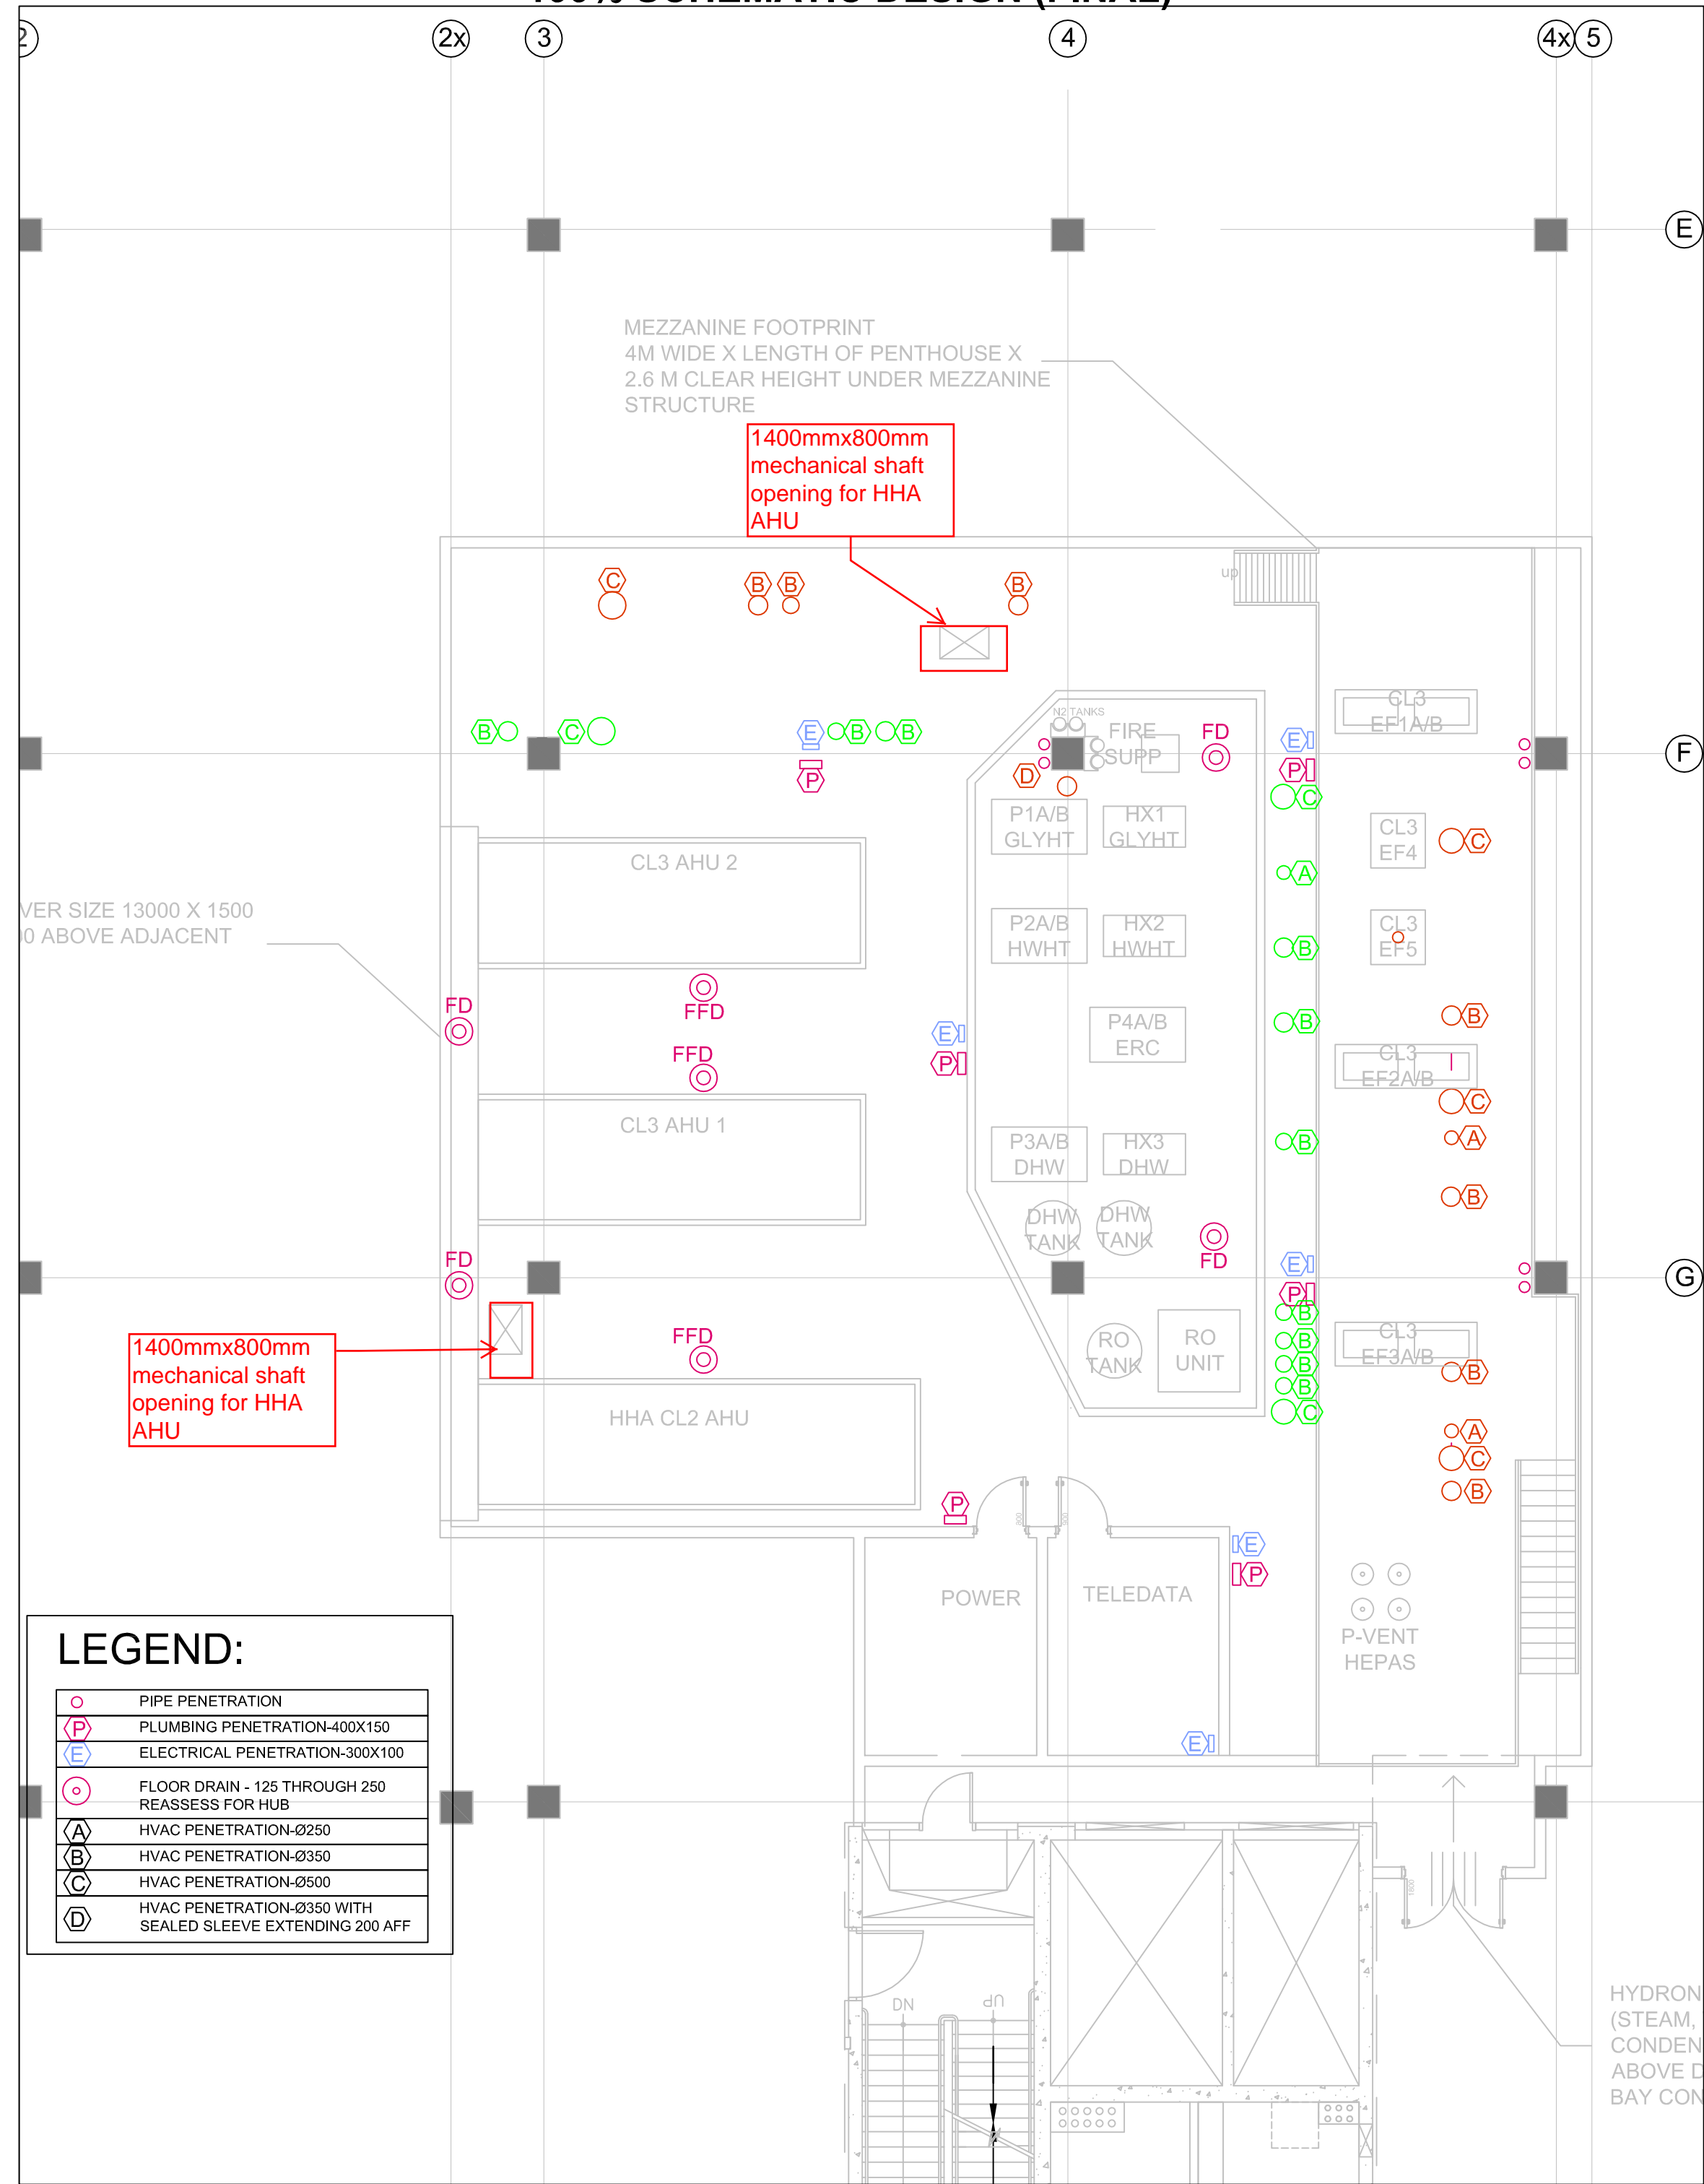 100% SCHEMATIC DESIGN (FINAL)
2
2x
3
4
4x
5
E
MEZZANINE FOOTPRINT
4M WIDE X LENGTH OF PENTHOUSE X
2.6 M CLEAR HEIGHT UNDER MEZZANINE
STRUCTURE
1400mmx800mm
mechanical shaft
opening for HHA
AHU
up
C
B
B
B
CL3
EF1A/B
N2 TANKS
FIRE
SUPP
FD
B
C
E
B
B
P
E
P
C
D
F
P1A/B
GLYHT
HX1
GLYHT
CL3
EF4
C
CL3 AHU 2
A
VER SIZE 13000 X 1500
00 ABOVE ADJACENT
P2A/B
HWHT
HX2
HWHT
B
CL3
EF5
FD
FFD
FFD
E
P
P4A/B
ERC
B
B
CL3
EF2A/B
C
CL3 AHU 1
P3A/B
DHW
HX3
DHW
B
A
B
DHW
TANK
DHW
TANK
FD
FD
E
P
G
B
B
B
B
C
1400mmx800mm
mechanical shaft
opening for HHA
AHU
FFD
RO
TANK
RO
UNIT
CL3
EF3A/B
B
HHA CL2 AHU
A
C
B
P
900
E
P
POWER
TELEDATA
P-VENT
HEPAS
E
LEGEND:
PIPE PENETRATION
P PLUMBING PENETRATION-400X150
E ELECTRICAL PENETRATION-300X100
FLOOR DRAIN - 125 THROUGH 250
REASSESS FOR HUB
A HVAC PENETRATION-Ø250
B HVAC PENETRATION-Ø350
C HVAC PENETRATION-Ø500
D HVAC PENETRATION-Ø350 WITH
SEALED SLEEVE EXTENDING 200 AFF
1800
DN
UP
HYDRON
(STEAM,
CONDEN
ABOVE D
BAY CON